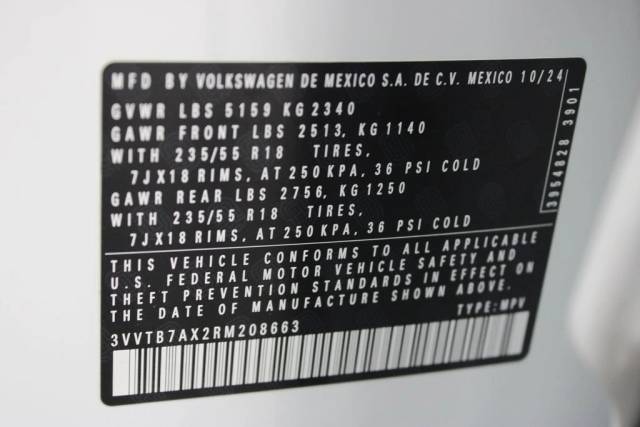 MFD BY VOLKSWAGEN DE MEXICO S.A. DE C.V. MEXICO 10/24
GVWR LBS 5159 KG 2340
GAWR FRONT LBS 2513, KG 1140
WITH 235/55 R18 TIRES,
7JX18 RIMS, AT 250 KPA, 36 PSI COLD
GAWR REAR LBS 2756, KG 1250
WITH 235/55 R18 TIRES,
7JX18 RIMS, AT 250 KPA, 36 PSI COLD
3954828 3901
THIS VEHICLE CONFORMS TO ALL APPLICABLE
U.S. FEDERAL MOTOR VEHICLE SAFETY AND
THEFT PREVENTION STANDARDS IN EFFECT ON
THE DATE OF MANUFACTURE SHOWN ABOVE.
TYPE: MPV
3VVTB7AX2RM208663